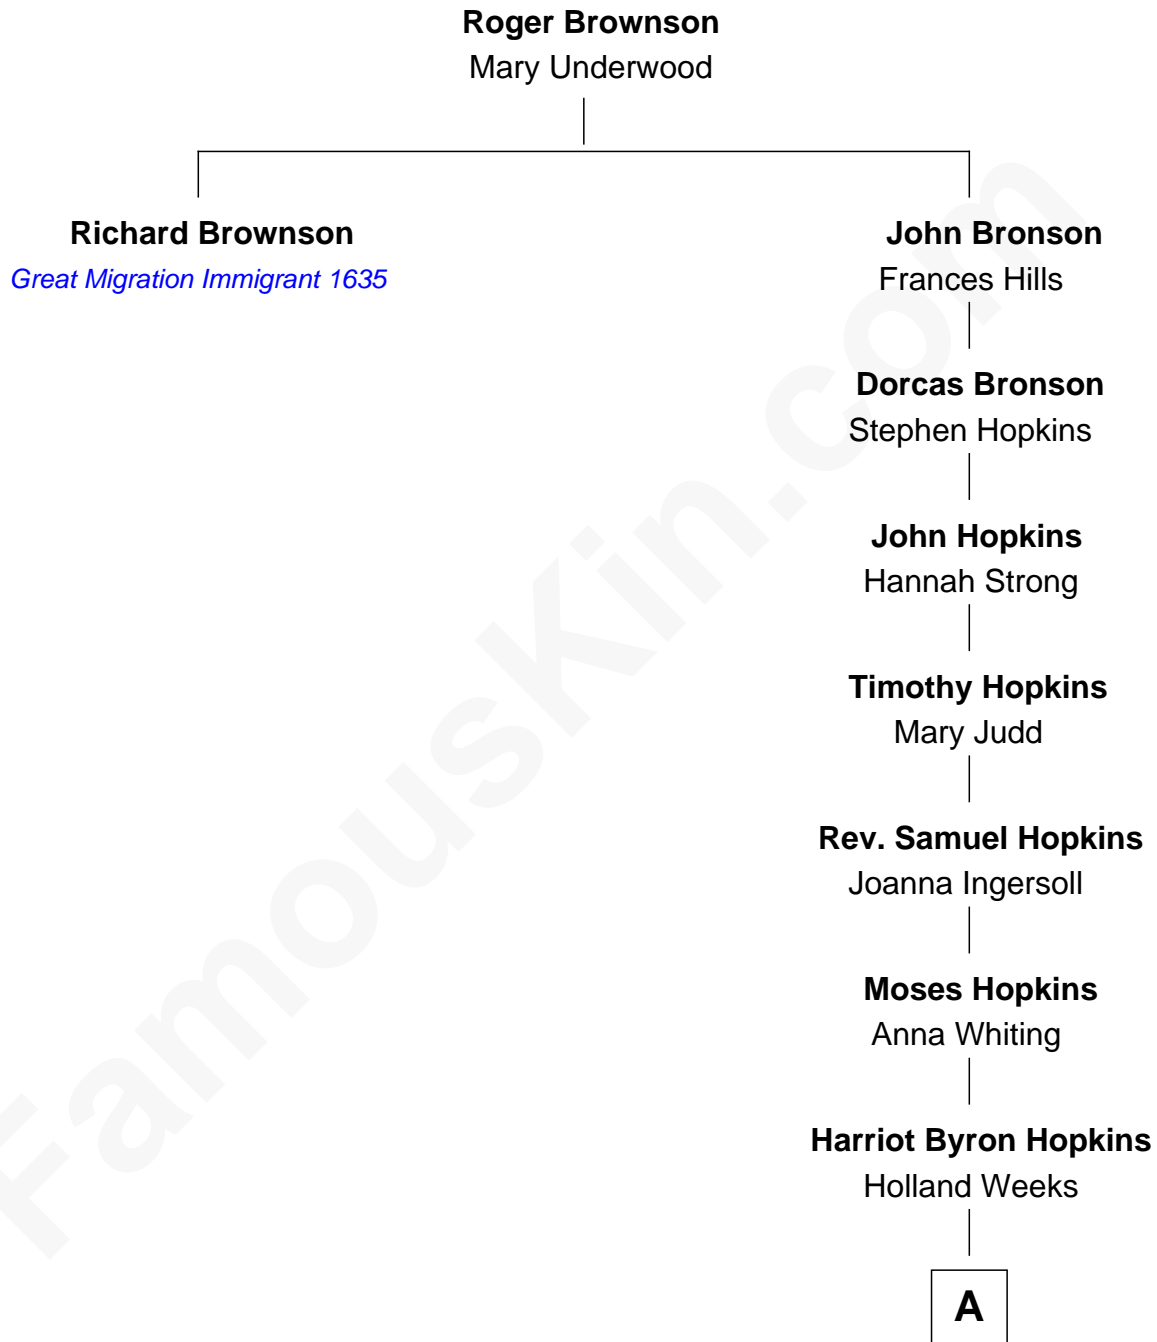 Roger Brownson
Mary Underwood
Richard Brownson
Great Migration Immigrant 1635
John Bronson
Frances Hills
Dorcas Bronson
Stephen Hopkins
John Hopkins
Hannah Strong
Timothy Hopkins
Mary Judd
Rev. Samuel Hopkins
Joanna Ingersoll
Moses Hopkins
Anna Whiting
Harriot Byron Hopkins
Holland Weeks
A
FamousKin.com